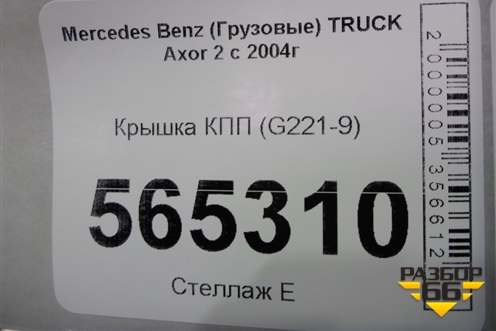 Mercedes Benz (Грузовые) TRUCK
Axor 2 с 2004г
Крышка КПП (G221-9)
565310
Стеллаж Е
2000005356612
РАЗБОР
66